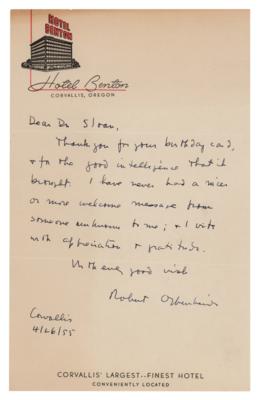 HOTEL
BENTON
Hotel Benton
CORVALLIS, OREGON
Dear Dr Sloan,
Thank you for your birthday card,
& for the good intelligence that it
brought. I have never had a nicer
or more welcome message from
someone unknown to me; & I write
with appreciation & gratitude.
With every good wish
Robert Oppenheimer
Corvallis
4/26/55
CORVALLIS' LARGEST--FINEST HOTEL
CONVENIENTLY LOCATED